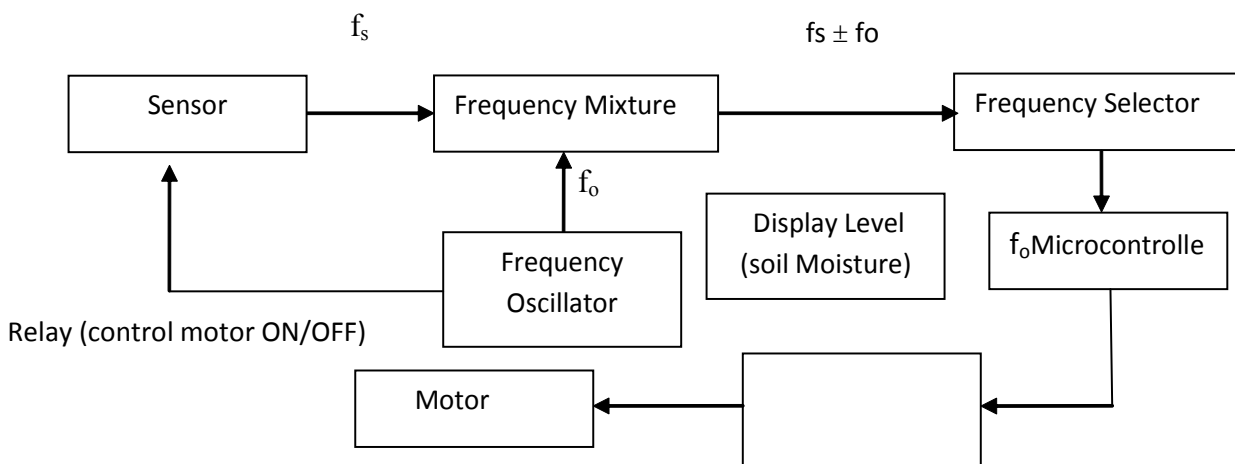 fₛ
fs ± fo
Sensor
Frequency Mixture
Frequency Selector
fₒ
Display Level
(soil Moisture)
fₒMicrocontrolle
Frequency
Oscillator
Relay (control motor ON/OFF)
Motor